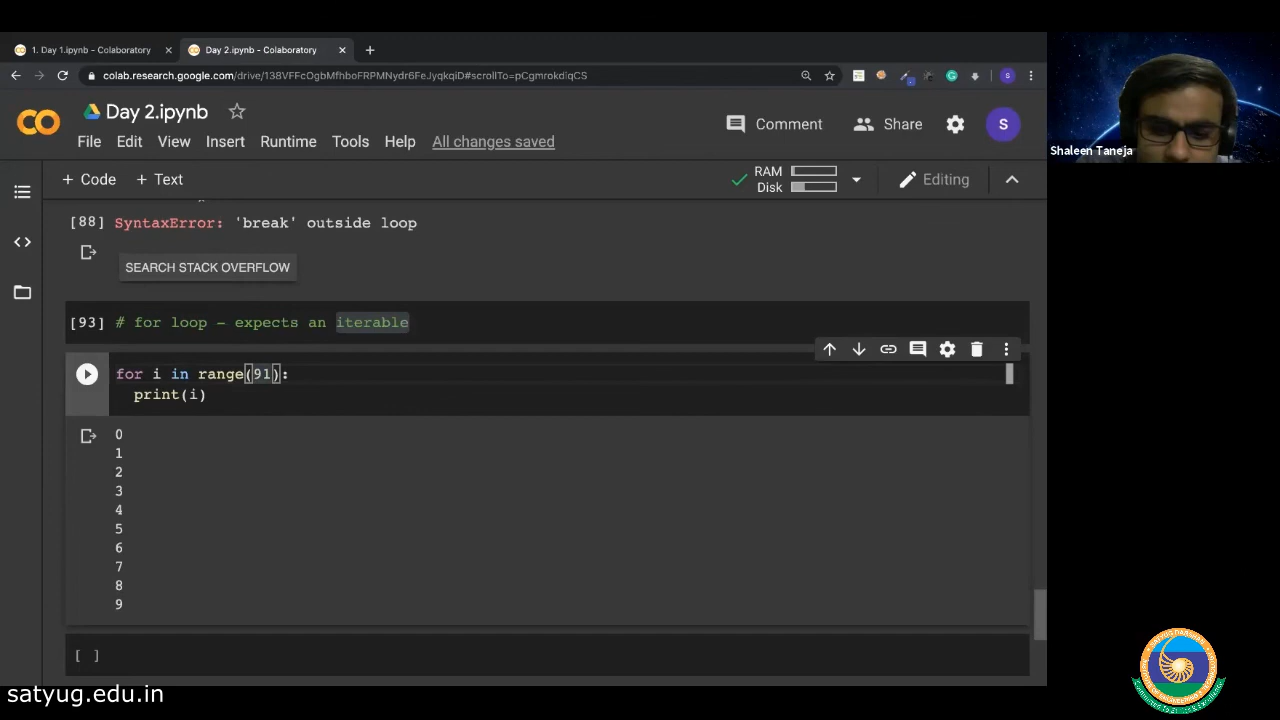 1. Day 1.ipynb - Colaboratory
Day 2.ipynb - Colaboratory
colab.research.google.com/drive/138VFFcOgbMfhboFRPMNydr6FeJyqkqiD#scrollTo=pCgmrokdiqCS
S
Day 2.ipynb
Comment
Share
S
File Edit View Insert Runtime Tools Help All changes saved
+ Code + Text
RAM
Disk
Editing
[88] SyntaxError: 'break' outside loop
SEARCH STACK OVERFLOW
[93] # for loop - expects an iterable
for i in range(91):
print(i)
0
1
2
3
4
5
6
7
8
9
[ ]
Shaleen Taneja
satyug.edu.in